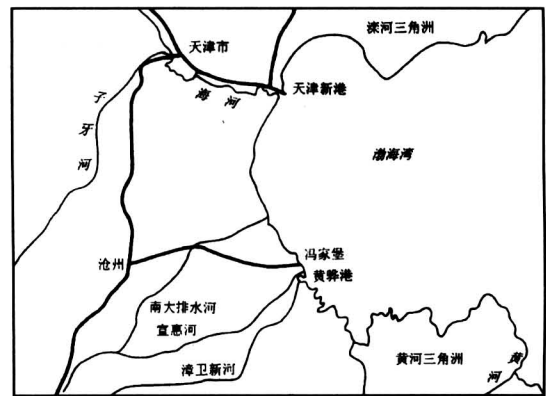 滦河三角洲
天津市
天津新港
海河
子牙河
渤海湾
沧州
冯家堡
黄骅港
南大排水河
宣惠河
漳卫新河
黄河三角洲
黄河